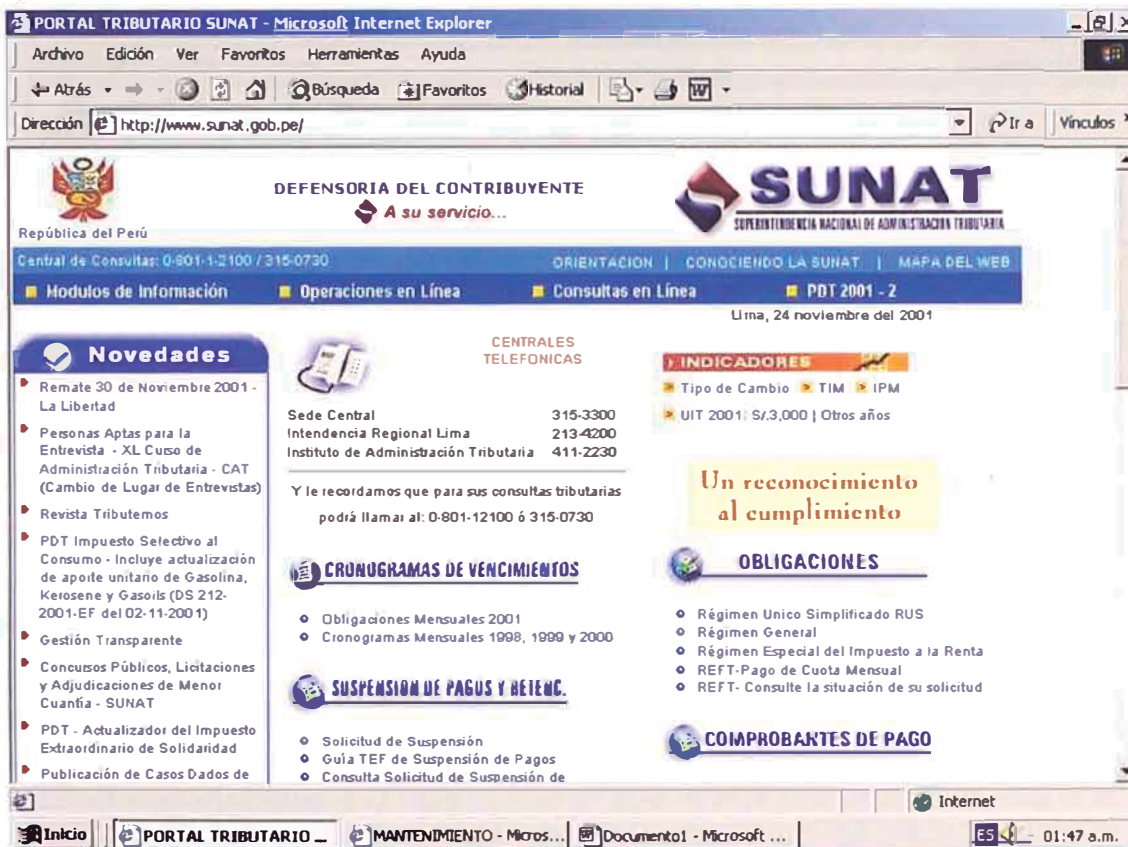 PORTAL TRIBUTARIO SUNAT - Microsoft Internet Explorer
Archivo Edición Ver Favoritos Herramientas Ayuda
Atrás Búsqueda Favoritos Historial
Dirección http://www.sunat.gob.pe/ Ir a Vínculos
República del Perú
DEFENSORIA DEL CONTRIBUYENTE
A su servicio...
SUNAT
SUPERINTENDENCIA NACIONAL DE ADMINISTRACION TRIBUTARIA
Central de Consultas: 0-801-1-2100 / 315-0730 ORIENTACION | CONOCIENDO LA SUNAT | MAPA DEL WEB
Modulos de Información Operaciones en Línea Consultas en Línea PDT 2001 - 2
Lima, 24 noviembre del 2001
Novedades
Remate 30 de Noviembre 2001 -
La Libertad
Personas Aptas para la
Entrevista - XL Curso de
Administración Tributaria - CAT
(Cambio de Lugar de Entrevistas)
Revista Tributemos
PDT Impuesto Selectivo al
Consumo - Incluye actualización
de aporte unitario de Gasolina,
Kerosene y Gasoils (DS 212-
2001-EF del 02-11-2001)
Gestión Transparente
Concursos Públicos, Licitaciones
y Adjudicaciones de Menor
Cuantía - SUNAT
PDT - Actualizador del Impuesto
Extraordinario de Solidaridad
Publicación de Casos Dados de
CENTRALES
TELEFONICAS
Sede Central 315-3300
Intendencia Regional Lima 213-4200
Instituto de Administración Tributaria 411-2230
Y le recordamos que para sus consultas tributarias
podrá llamar al: 0-801-12100 ó 315-0730
CRONOGRAMAS DE VENCIMIENTOS
Obligaciones Mensuales 2001
Cronogramas Mensuales 1998, 1999 y 2000
SUSPENSION DE PAGOS Y RETENC.
Solicitud de Suspensión
Guía TEF de Suspensión de Pagos
Consulta Solicitud de Suspensión de
INDICADORES
Tipo de Cambio TIM IPM
UIT 2001: S/.3,000 | Otros años
Un reconocimiento
al cumplimiento
OBLIGACIONES
Régimen Unico Simplificado RUS
Régimen General
Régimen Especial del Impuesto a la Renta
REFT-Pago de Cuota Mensual
REFT- Consulte la situación de su solicitud
COMPROBANTES DE PAGO
Internet
Inicio PORTAL TRIBUTARIO ... MANTENIMIENTO - Micros... Documento1 - Microsoft ... ES 01:47 a.m.